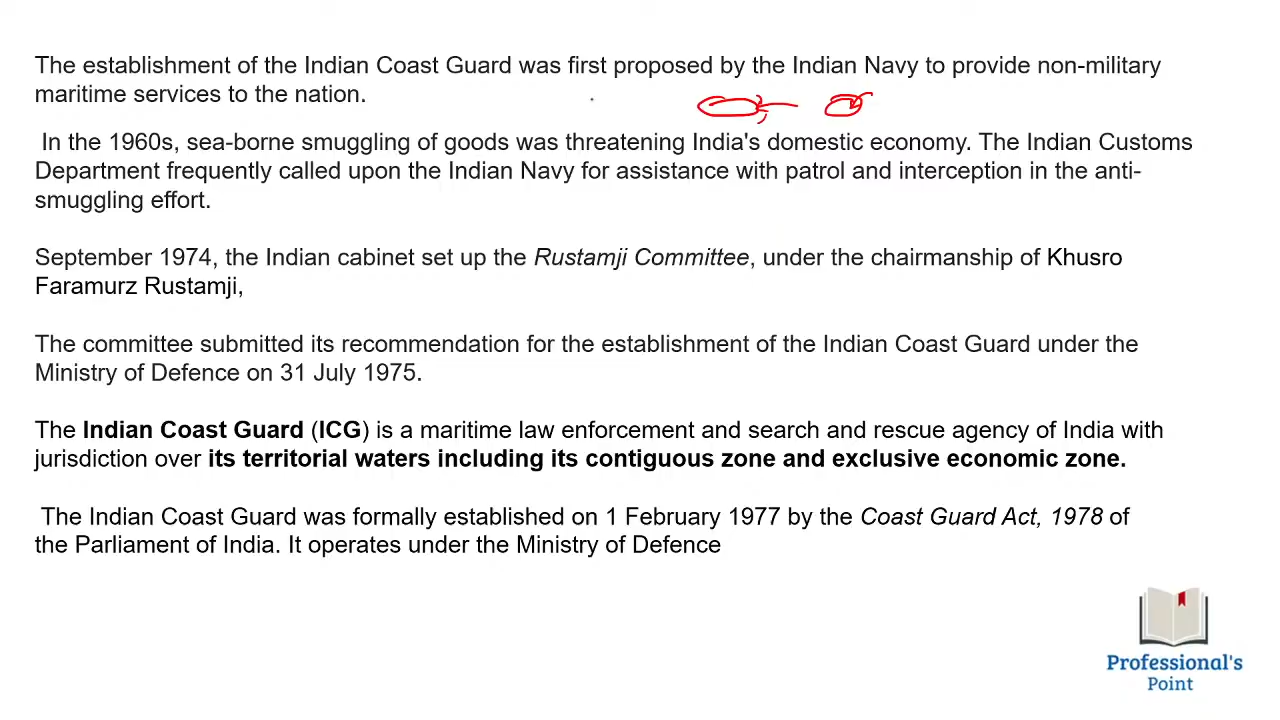 The establishment of the Indian Coast Guard was first proposed by the Indian Navy to provide non-military
maritime services to the nation.
In the 1960s, sea-borne smuggling of goods was threatening India's domestic economy. The Indian Customs
Department frequently called upon the Indian Navy for assistance with patrol and interception in the anti-
smuggling effort.
September 1974, the Indian cabinet set up the Rustamji Committee, under the chairmanship of Khusro
Faramurz Rustamji,
The committee submitted its recommendation for the establishment of the Indian Coast Guard under the
Ministry of Defence on 31 July 1975.
The Indian Coast Guard (ICG) is a maritime law enforcement and search and rescue agency of India with
jurisdiction over its territorial waters including its contiguous zone and exclusive economic zone.
The Indian Coast Guard was formally established on 1 February 1977 by the Coast Guard Act, 1978 of
the Parliament of India. It operates under the Ministry of Defence
Professional's
Point